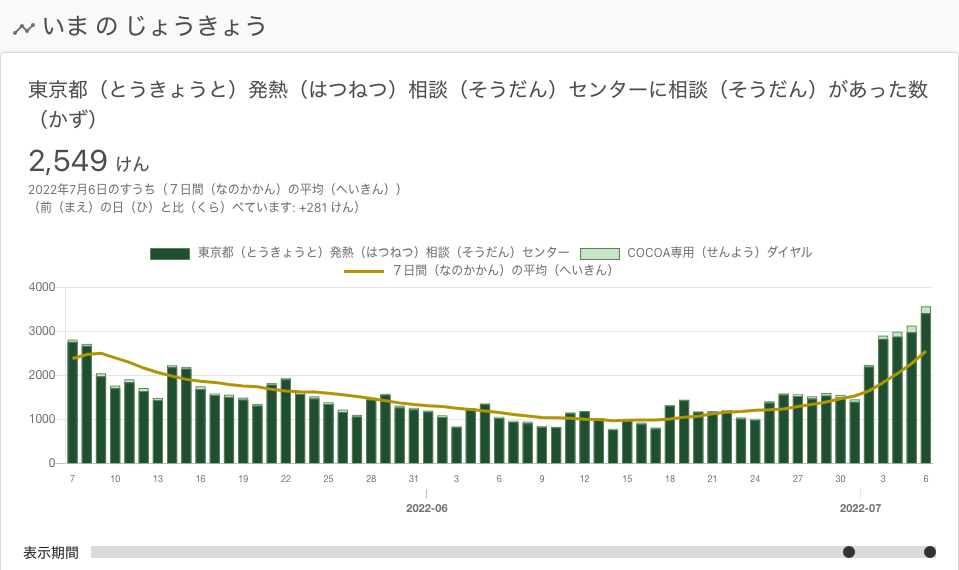 いま の じょうきょう
東京都（とうきょうと）発熱（はつねつ）相談（そうだん）センターに相談（そうだん）があった数
（かず）
2,549 けん
2022年7月6日のすうち（７日間（なのかかん）の平均（へいきん））
（前（まえ）の日（ひ）と比（くら）べています: +281 けん）
東京都（とうきょうと）発熱（はつねつ）相談（そうだん）センター COCOA専用（せんよう）ダイヤル
７日間（なのかかん）の平均（へいきん）
4000
3000
2000
1000
0
7 10 13 16 19 22 25 28 31 3 6 9 12 15 18 21 24 27 30 3 6
2022-06 2022-07
表示期間